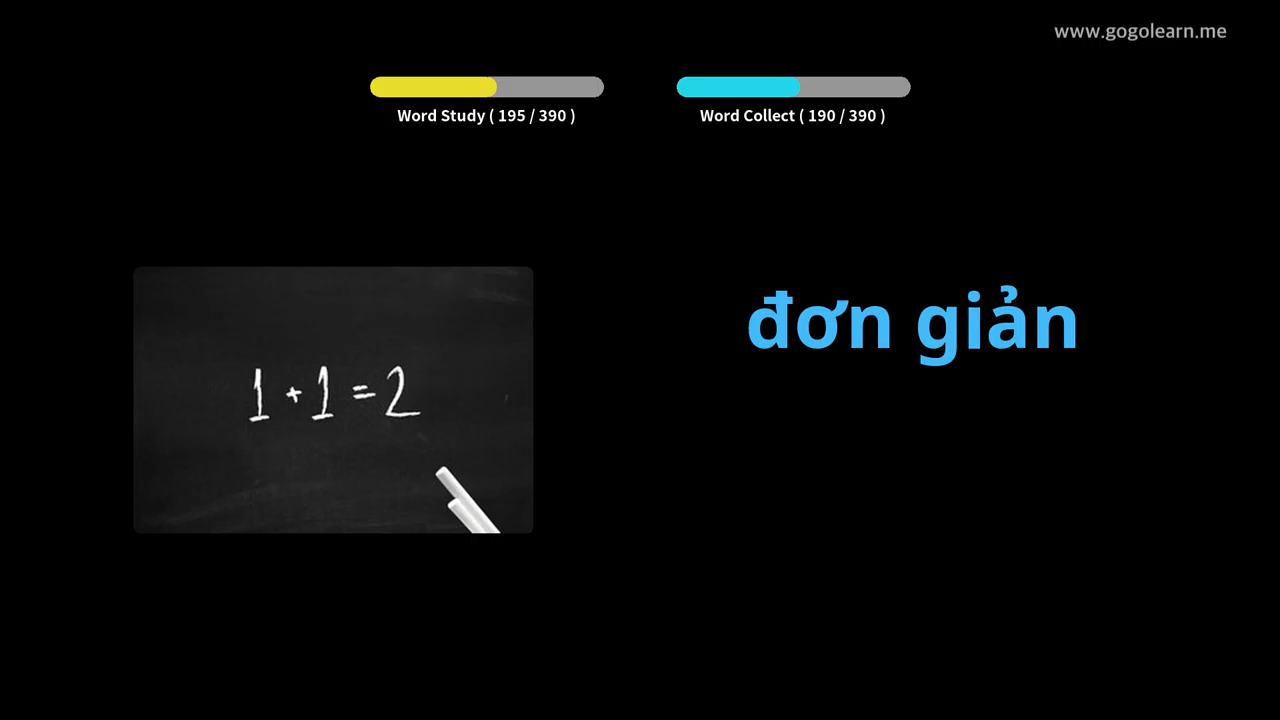 www.gogolearn.me
Word Study ( 195 / 390 )
Word Collect ( 190 / 390 )
đơn giản
1 + 1 = 2